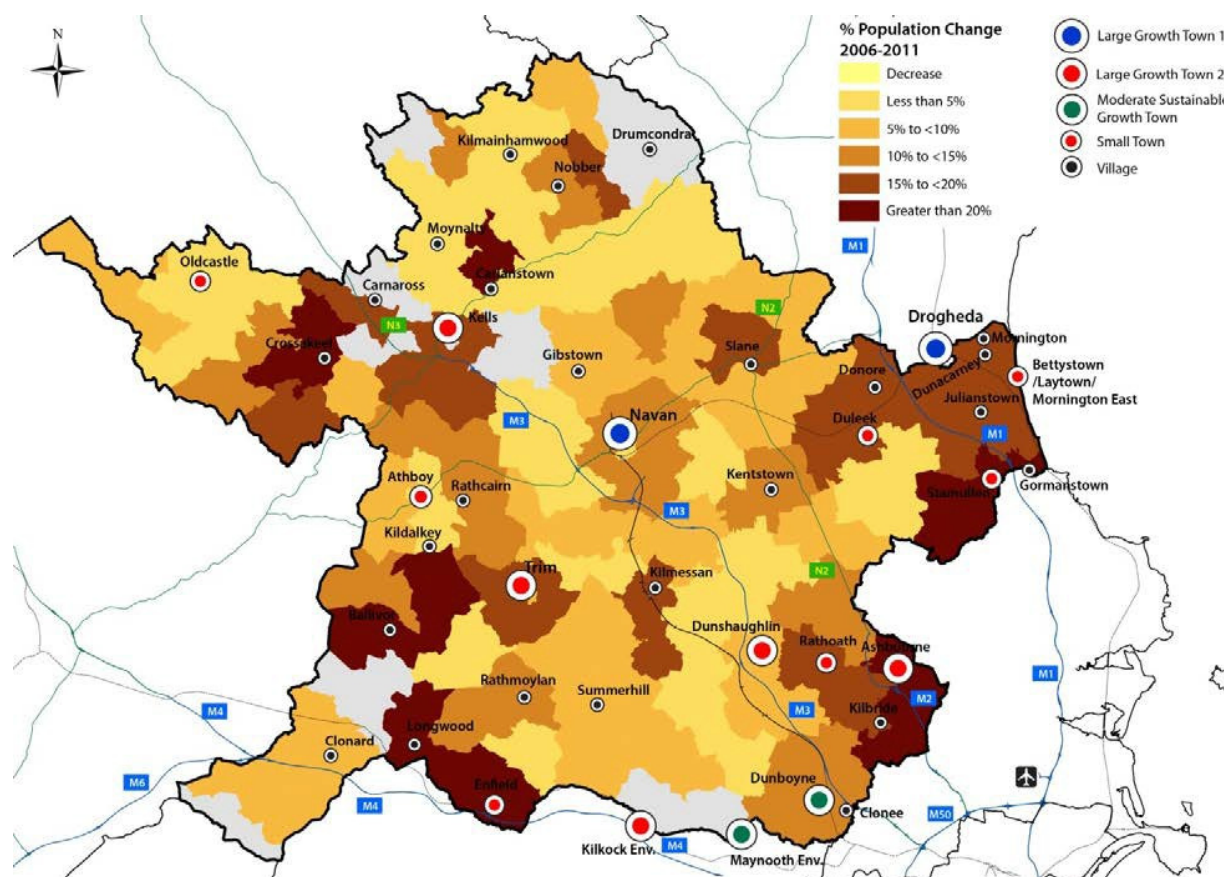 N
% Population Change
2006-2011
Decrease
Less than 5%
5% to <10%
10% to <15%
15% to <20%
Greater than 20%
Large Growth Town 1
Large Growth Town 2
Moderate Sustainable
Growth Town
Small Town
Village
Drumcondra
Kilmainhamwood
Nobber
Moynalty
M1
Oldcastle
Carnaross
Carlanstown
N2
Kells
N3
Drogheda
Mornington
Crossakeel
Gibstown
Slane
Dunacarney
Bettystown
/Laytown/
Mornington East
Donore
Julianstown
M3
Navan
Duleek
M1
Athboy
Rathcairn
Kentstown
Stamullen
Gormanstown
M3
Kildalkey
Trim
Kilmessan
N2
Ballivor
Dunshaughlin
Rathoath
Ashbourne
M1
Rathmoylan
Summerhill
M2
M4
M3
Kilbride
Clonard
Longwood
M6
Enfield
Dunboyne
M4
Clonee
M50
Kilkock Env.
M4
Maynooth Env.